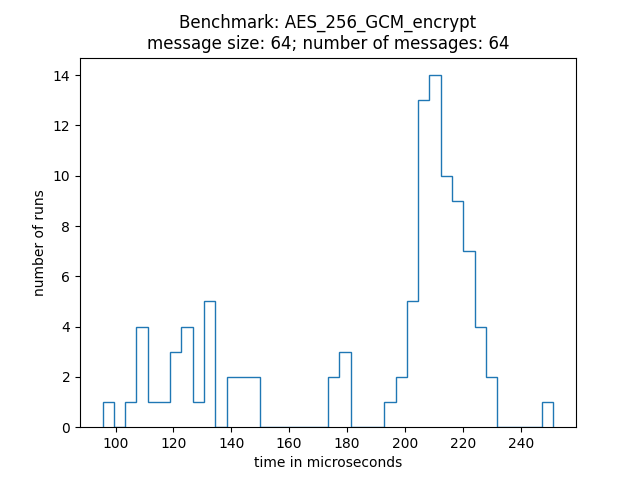 Benchmark: AES_256_GCM_encrypt
message size: 64; number of messages: 64
14
12
10
8
6
4
2
0
number of runs
100 120 140 160 180 200 220 240
time in microseconds